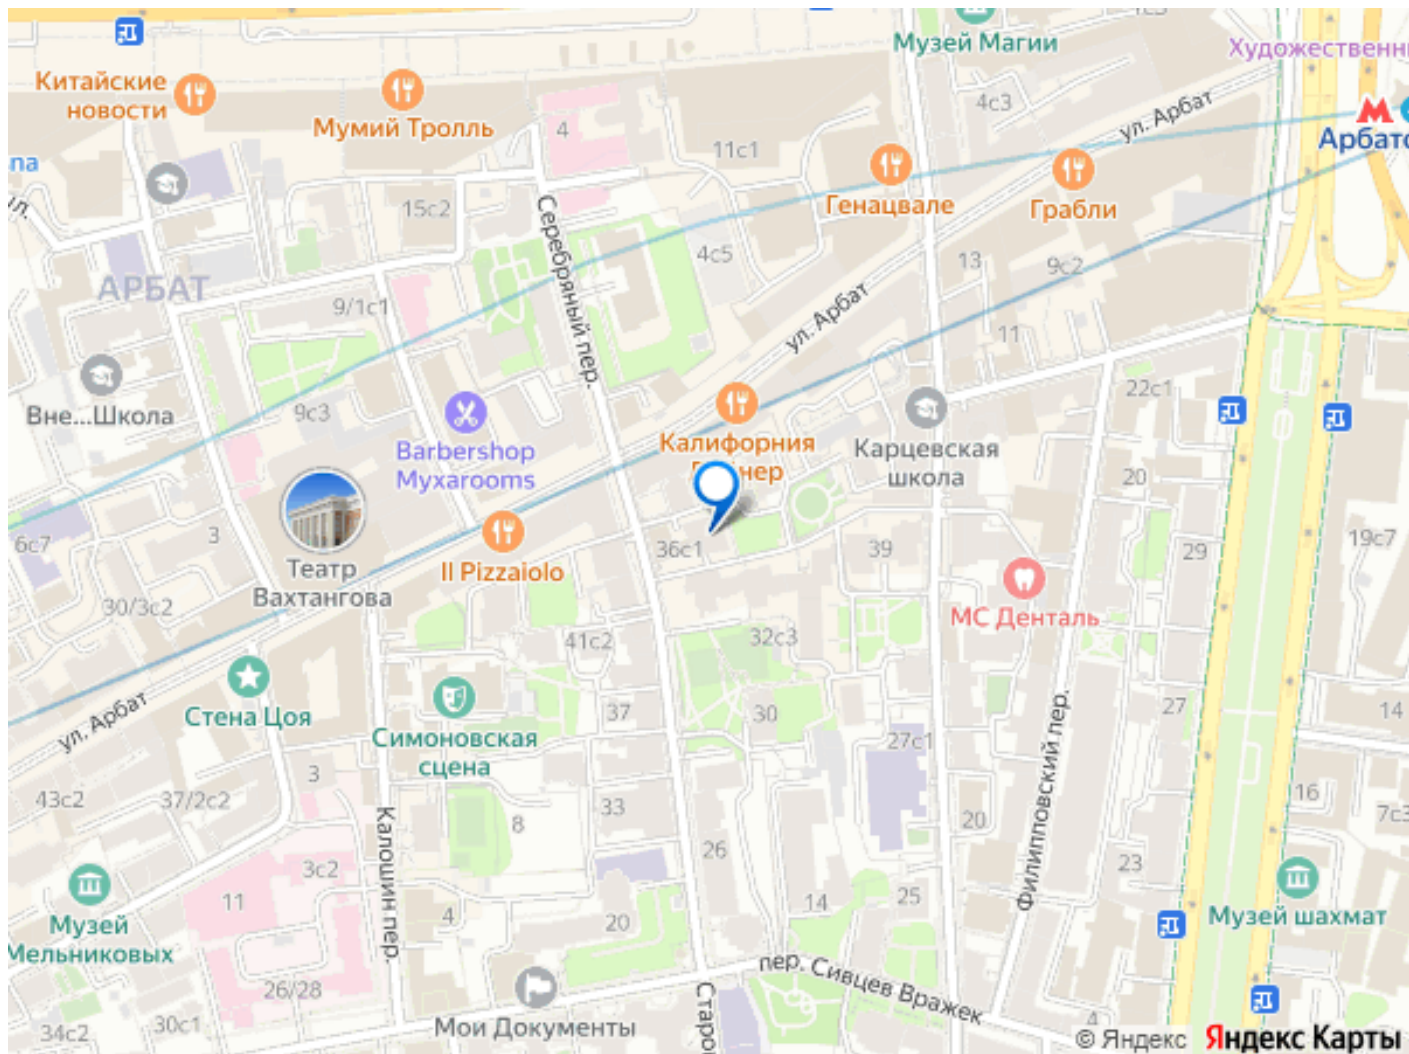 Музей Магии
4с3
Художественн
Китайские
новости
Мумий Тролль
4
ул. Арбат
Арбатс
па
11с1
Генацвале
Грабли
15с2
ул.
Серебряный пер.
4с5
13
9с2
АРБАТ
9/1с1
ул. Арбат
11
Вне...Школа
9с3
22с1
Barbershop
Myxarooms
Калифорния
нер
Карцевская
школа
20
6с7
3
Театр
Вахтангова
Il Pizzaiolo
36с1
39
29
19с7
30/3с2
МС Денталь
41с2
32с3
ул. Арбат
Стена Цоя
Симоновская
сцена
37
30
27с1
Филипповский пер.
27
14
3
43с2
37/2с2
Калошин пер.
8
33
26
20
16
7с3
23
3с2
11
4
20
14
25
Музей
Мельниковых
Музей шахмат
26/28
пер. Сивцев Вражек
Старо
Мои Документы
34с2
30с1
4
© Яндекс Яндекс Карты